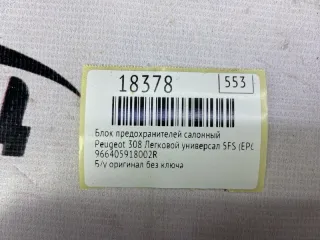 18378
553
Блок предохранителей салонный
Peugeot 308 Легковой универсал 5FS (EP6
966405918002R
Б/у оригинал без ключа